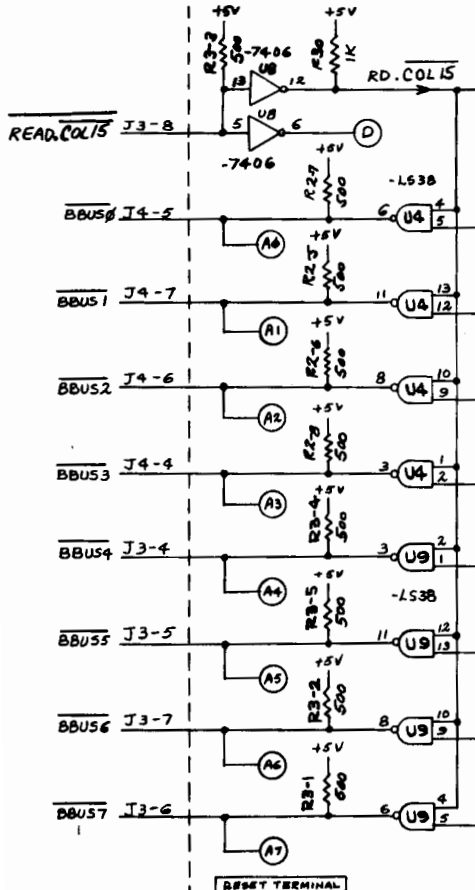 +5V +5V
R3-3 500 -7406 R30 1K
U8
13 12 RD.COL15
READ.COL15 J3-8 5 U8 6 D
-7406
+5V
R2-7 500 -LS38
BBUSØ J4-5 6 U4 4 5
A0
+5V
R2-5 500
BBUS1 J4-7 11 U4 13 12
A1
+5V
R2-6 500
BBUS2 J4-6 8 U4 10 9
A2
+5V
R2-8 500
BBUS3 J4-4 3 U4 1 2
A3
+5V
R3-4 500
BBUS4 J3-4 3 U9 2 1
A4
+5V
R3-5 500 -LS38
BBUS5 J3-5 11 U9 12 13
A5
+5V
R3-2 500
BBUS6 J3-7 8 U9 10 9
A6
+5V
R3-1 500
BBUS7 J3-6 6 U9 4 5
A7
RESET TERMINAL